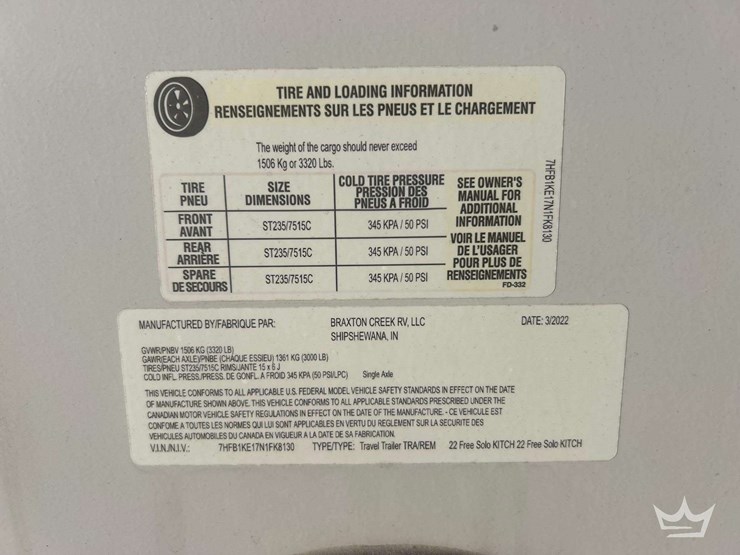 TIRE AND LOADING INFORMATION
RENSEIGNEMENTS SUR LES PNEUS ET LE CHARGEMENT
The weight of the cargo should never exceed
1506 Kg or 3320 Lbs.
TIRE PNEU
SIZE DIMENSIONS
COLD TIRE PRESSURE PRESSION DES PNEUS A FROID
SEE OWNER'S MANUAL FOR ADDITIONAL INFORMATION
VOIR LE MANUEL DE L'USAGER POUR PLUS DE RENSEIGNEMENTS
FD-332
FRONT AVANT ST235/7515C 345 KPA / 50 PSI
REAR ARRIÈRE ST235/7515C 345 KPA / 50 PSI
SPARE DE SECOURS ST235/7515C 345 KPA / 50 PSI
7HFB1KE17N1FK8130
MANUFACTURED BY/FABRIQUE PAR: BRAXTON CREEK RV, LLC DATE: 3/2022
SHIPSHEWANA, IN
GVWR/PNBV 1506 KG (3320 LB)
GAWR(EACH AXLE)/PNBE (CHAQUE ESSIEU) 1361 KG (3000 LB)
TIRES/PNEU ST235/7515C RIMS/JANTE 15 x 6 J
COLD INFL. PRESS./PRESS. DE GONFL. A FROID 345 KPA (50 PSI/LPC) Single Axle
THIS VEHICLE CONFORMS TO ALL APPLICABLE U.S. FEDERAL MODEL VEHICLE SAFETY STANDARDS IN EFFECT ON THE DATE
OF MANUFACTURE SHOWN ABOVE. THIS VEHICLE CONFORMS TO ALL APPLICABLE STANDARDS PRESCRIBED UNDER THE
CANADIAN MOTOR VEHICLE SAFETY REGULATIONS IN EFFECT ON THE DATE OF THE MANUFACTURE. - CE VEHICULE EST
CONFOME A TOUTES LES NORMES QUI LUI SONT APPLICABLES EN VERTU DU REGLEMENT SUR LA SECURITE DES
VEHICULES AUTOMOBILES DU CANADA EN VIGUEUR A LA DATE DE SA FABRICATION.
V.I.N./N.I.V.: 7HFB1KE17N1FK8130 TYPE/TYPE: Travel Trailer TRA/REM 22 Free Solo KITCH 22 Free Solo KITCH